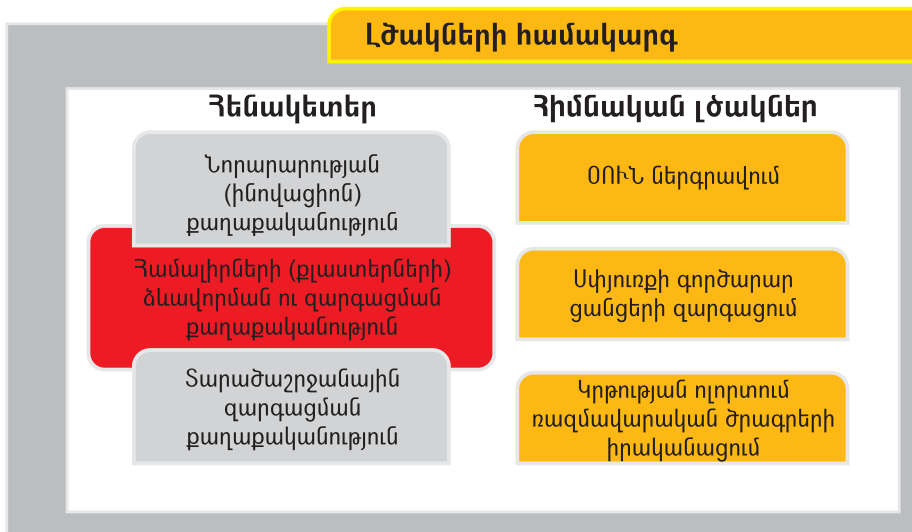 Լծակների համակարգ
Հենակետեր
Նորարարության
(ինովացիոն)
քաղաքականություն
Համալիրների (քլաստերների)
ձևավորման ու զարգացման
քաղաքականություն
Տարածաշրջանային
զարգացման
քաղաքականություն
Հիմնական լծակներ
ՕՈՒՆ ներգրավում
Սփյուռքի գործարար
ցանցերի զարգացում
Կրթության ոլորտում
ռազմավարական ծրագրերի
իրականացում